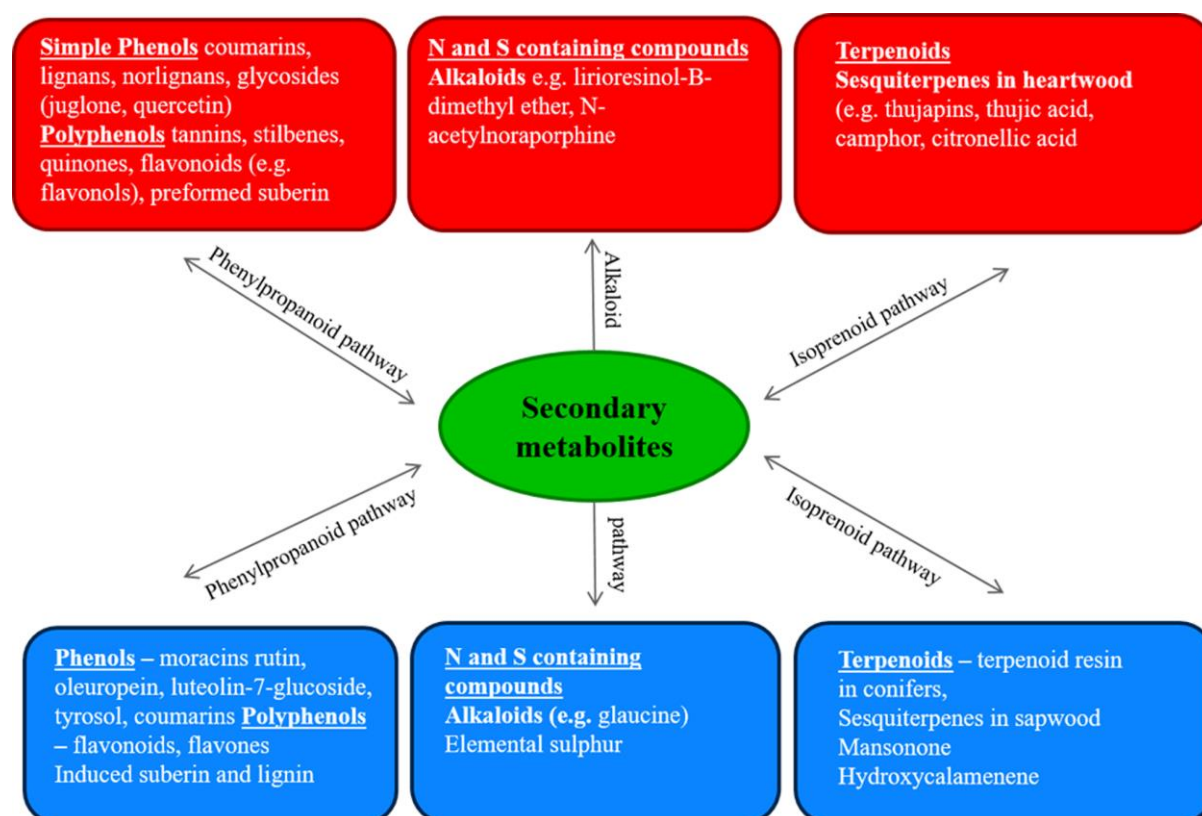 Simple Phenols coumarins,
lignans, norlignans, glycosides
(juglone, quercetin)
Polyphenols tannins, stilbenes,
quinones, flavonoids (e.g.
flavonols), preformed suberin
N and S containing compounds
Alkaloids e.g. lirioresinol-B-
dimethyl ether, N-
acetylnoraporphine
Terpenoids
Sesquiterpenes in heartwood
(e.g. thujapins, thujic acid,
camphor, citronellic acid
Phenylpropanoid pathway
Alkaloid
Isoprenoid pathway
Secondary
metabolites
Phenylpropanoid pathway
pathway
Isoprenoid pathway
Phenols – moracins rutin,
oleuropein, luteolin-7-glucoside,
tyrosol, coumarins Polyphenols
– flavonoids, flavones
Induced suberin and lignin
N and S containing
compounds
Alkaloids (e.g. glaucine)
Elemental sulphur
Terpenoids – terpenoid resin
in conifers,
Sesquiterpenes in sapwood
Mansonone
Hydroxycalamenene